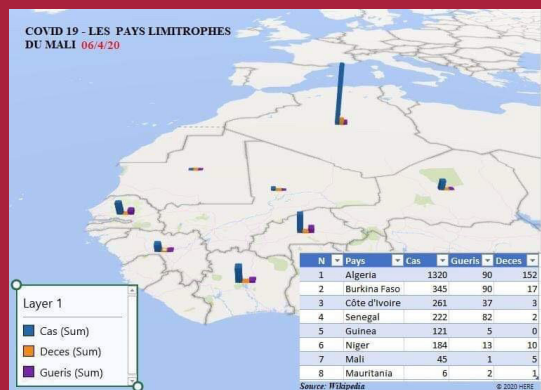 COVID 19 - LES PAYS LIMITROPHES
DU MALI 06/4/20
Layer 1
Cas (Sum)
Deces (Sum)
Gueris (Sum)
N Pays Cas Gueris Deces
1 Algeria 1320 90 152
2 Burkina Faso 345 90 17
3 Côte d'Ivoire 261 37 3
4 Senegal 222 82 2
5 Guinea 121 5 0
6 Niger 184 13 10
7 Mali 45 1 5
8 Mauritania 6 2 1
Source: Wikipedia
© 2020 HERE